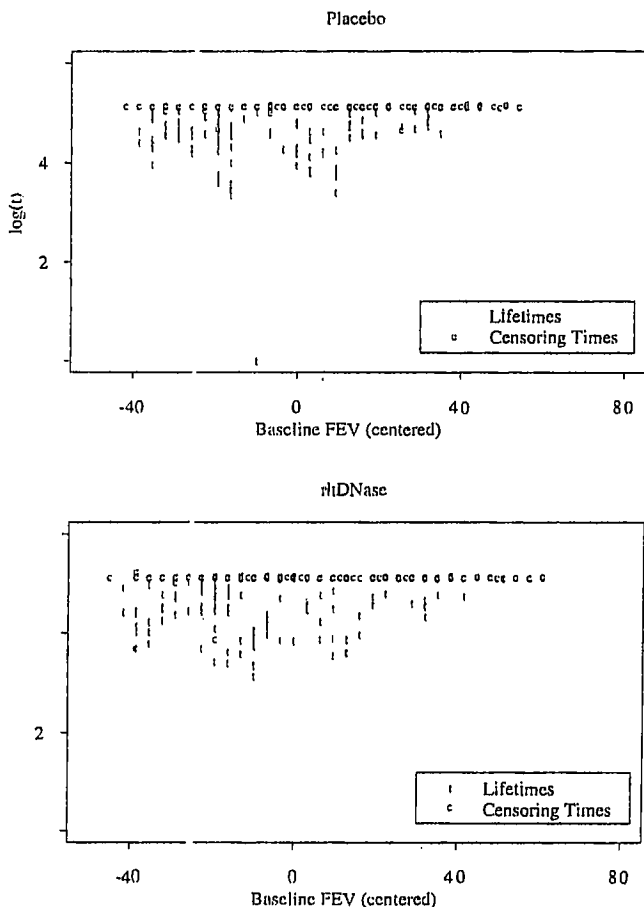 Placebo
log(t)
4
2
Lifetimes
c Censoring Times
-40 0 40 80
Baseline FEV (centered)
rhDNase
2
t Lifetimes
c Censoring Times
-40 0 40 80
Baseline FEV (centered)